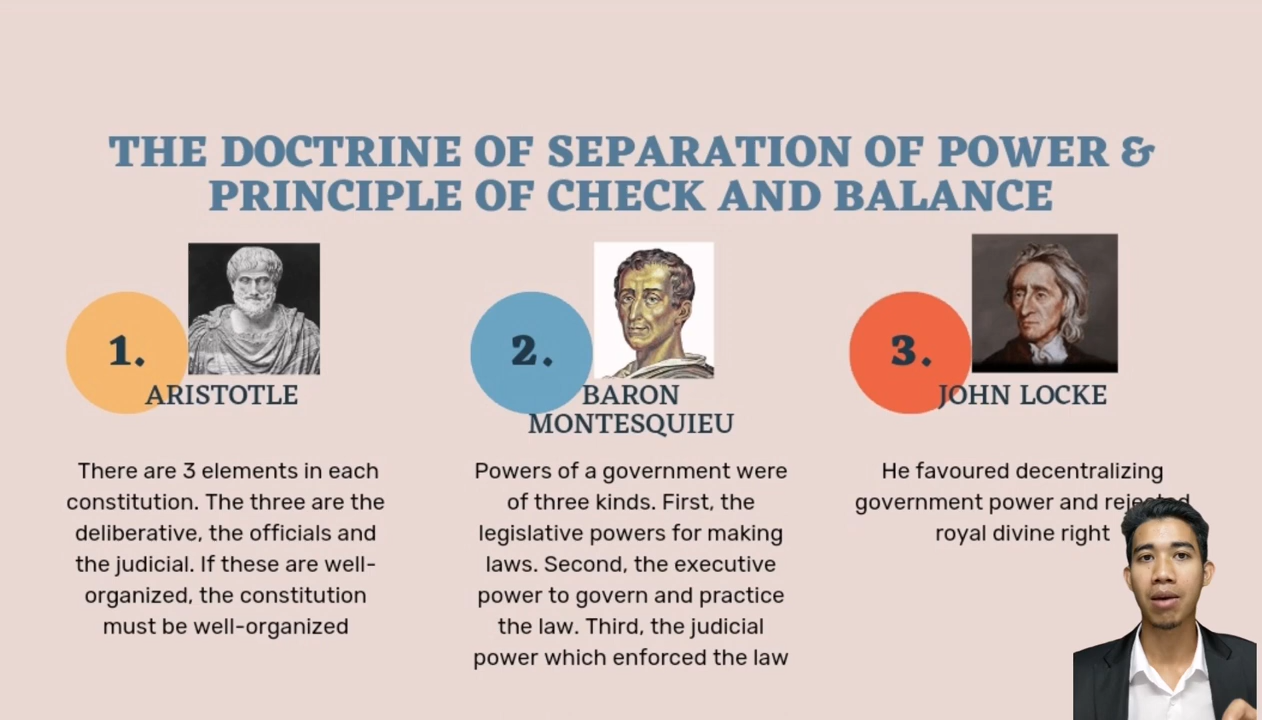 THE DOCTRINE OF SEPARATION OF POWER &
PRINCIPLE OF CHECK AND BALANCE
1.
ARISTOTLE
There are 3 elements in each
constitution. The three are the
deliberative, the officials and
the judicial. If these are well-
organized, the constitution
must be well-organized
2.
BARON
MONTESQUIEU
Powers of a government were
of three kinds. First, the
legislative powers for making
laws. Second, the executive
power to govern and practice
the law. Third, the judicial
power which enforced the law
3.
JOHN LOCKE
He favoured decentralizing
government power and rejected
royal divine right